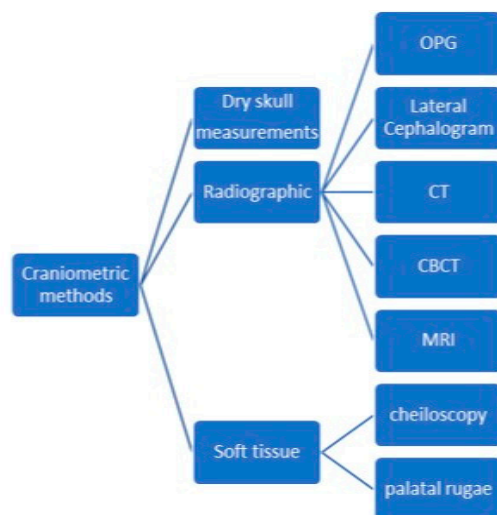 Craniometric
methods
Dry skull
measurements
Radiographic
Soft tissue
OPG
Lateral
Cephalogram
CT
CBCT
MRI
cheiloscopy
palatal rugae